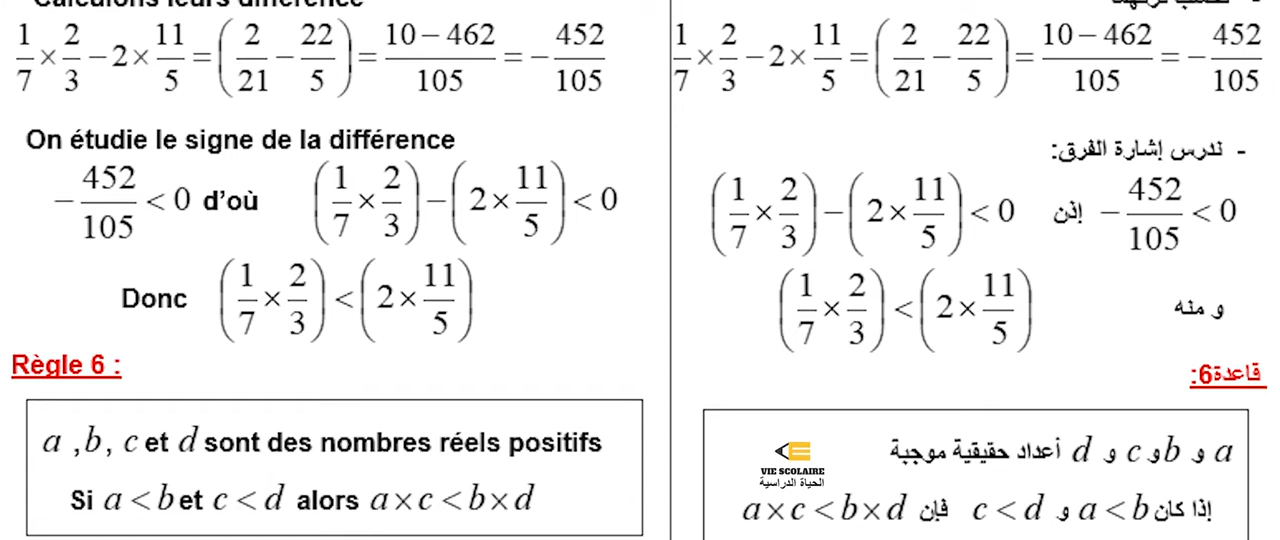 Calculons leurs différence
1/7 × 2/3 − 2 × 11/5 = (2/21 − 22/5) = (10 − 462)/105 = − 452/105
On étudie le signe de la différence
− 452/105 < 0 d’où (1/7 × 2/3) − (2 × 11/5) < 0
Donc (1/7 × 2/3) < (2 × 11/5)
Règle 6 :
a , b , c et d sont des nombres réels positifs
Si a < b et c < d alors a × c < b × d
1/7 × 2/3 − 2 × 11/5 = (2/21 − 22/5) = (10 − 462)/105 = − 452/105
- ندرس إشارة الفرق:
− 452/105 < 0 إذن (1/7 × 2/3) − (2 × 11/5) < 0
و منه (1/7 × 2/3) < (2 × 11/5)
قاعدة6:
a و b و c و d أعداد حقيقية موجبة
إذا كان a < b و c < d فإن a × c < b × d
VIE SCOLAIRE
الحياة الدراسية